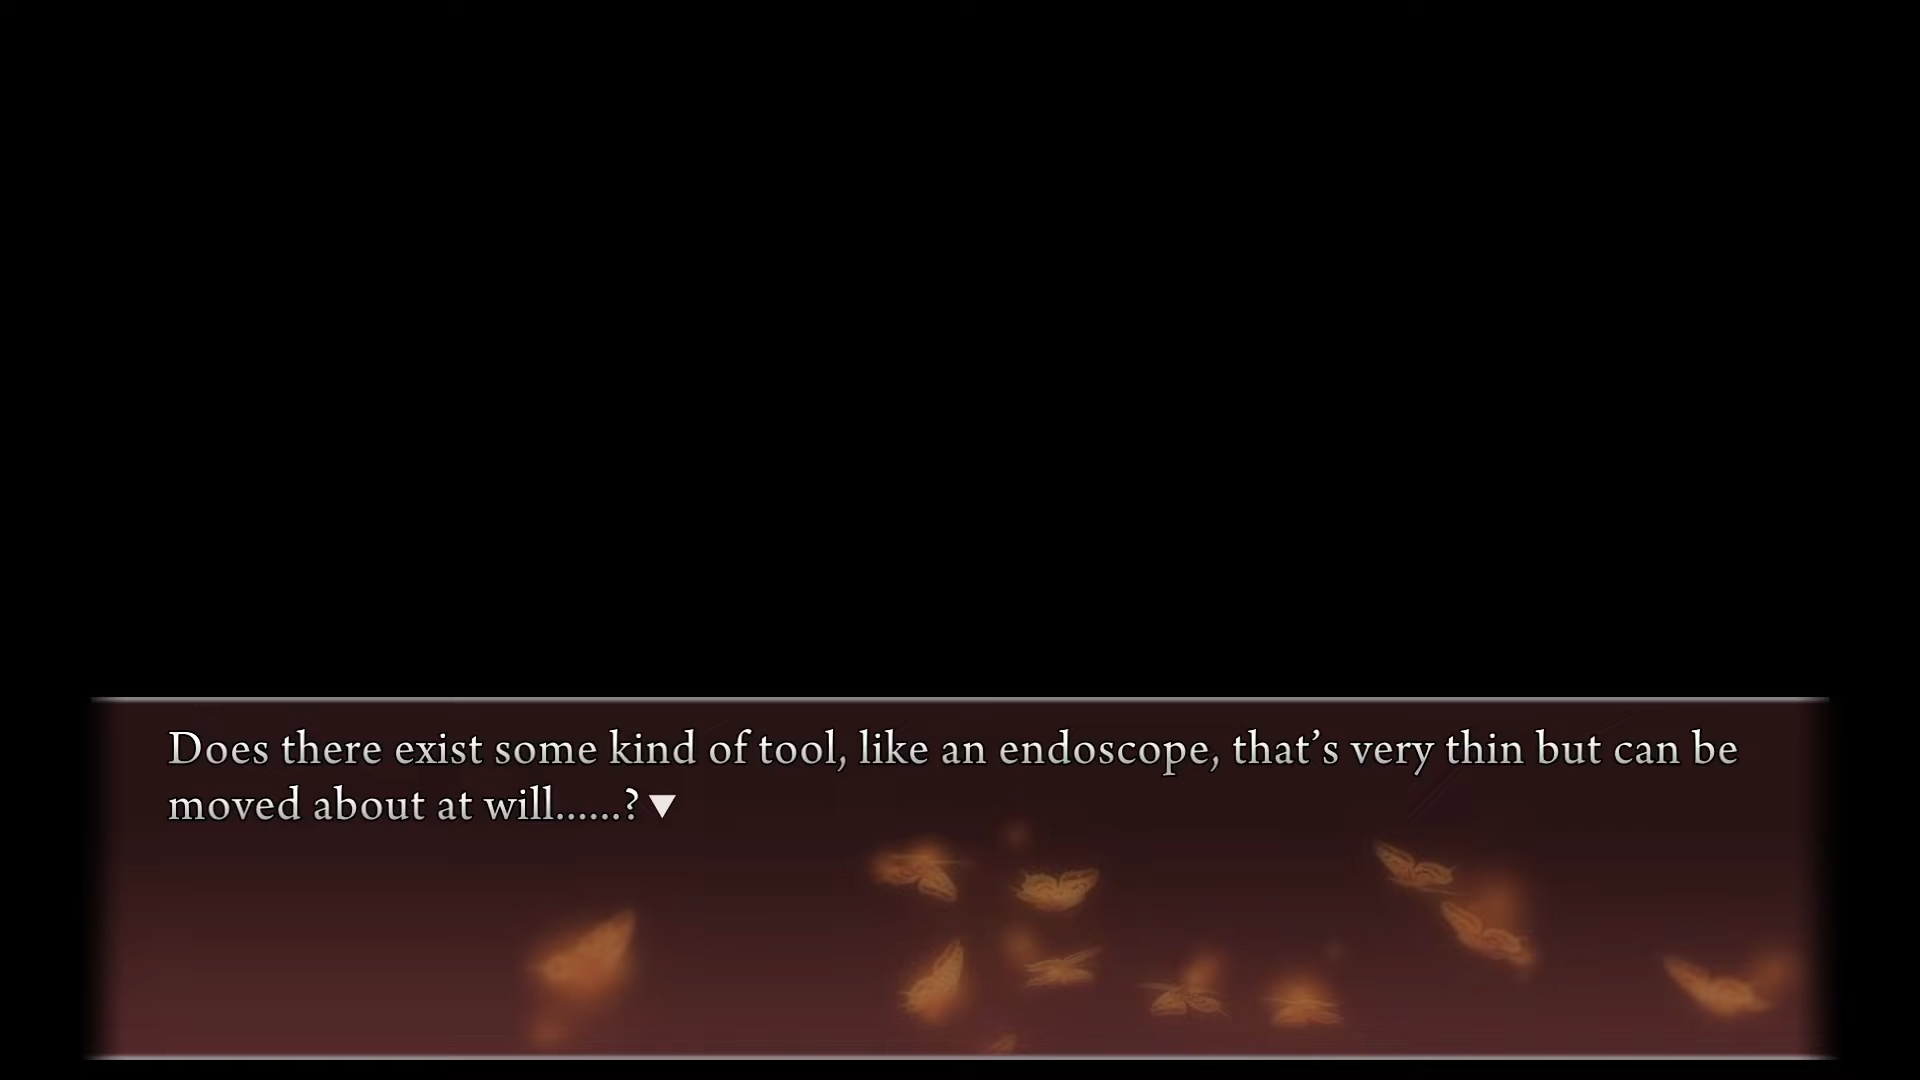 Does there exist some kind of tool, like an endoscope, that’s very thin but can be
moved about at will......?